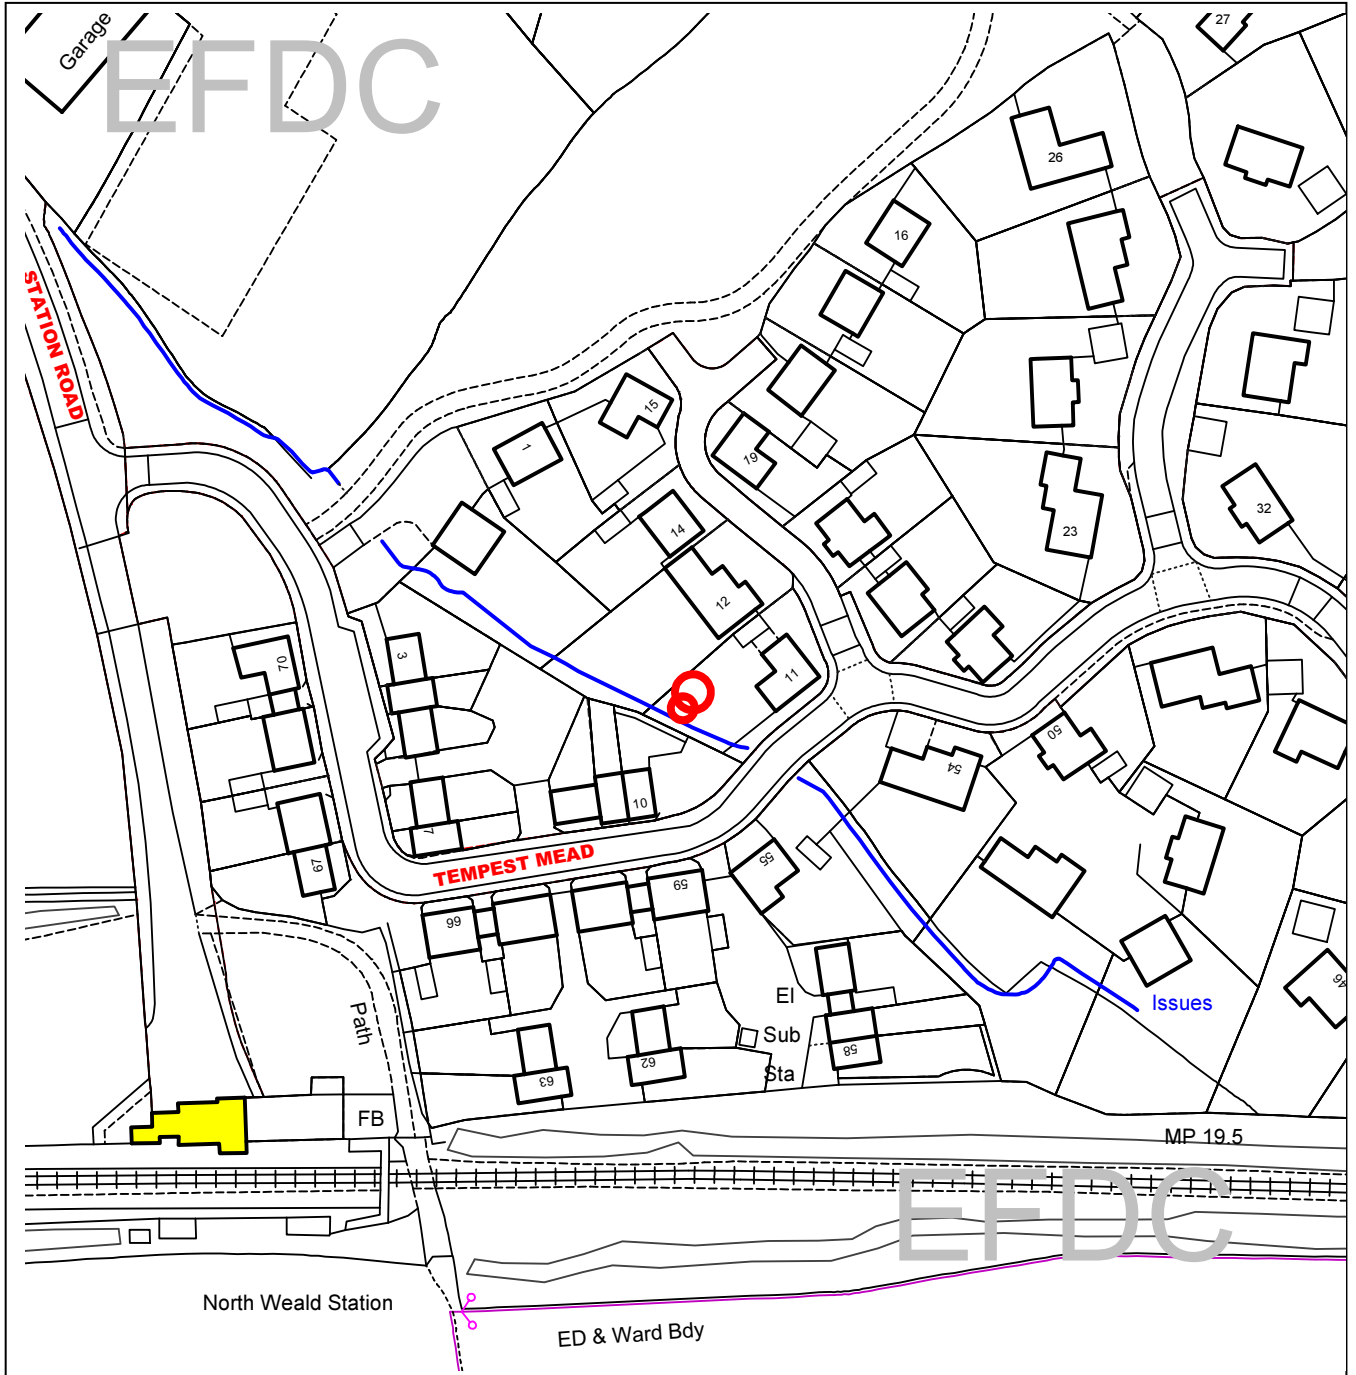 Garage
EFDC
27
26
16
STATION ROAD
15
1
19
14
32
23
12
3
70
11
50
54
10
7
TEMPEST MEAD
55
67
59
66
46
El
Sub
Sta
Issues
Path
58
62
63
FB
MP 19.5
EFDC
North Weald Station
ED & Ward Bdy